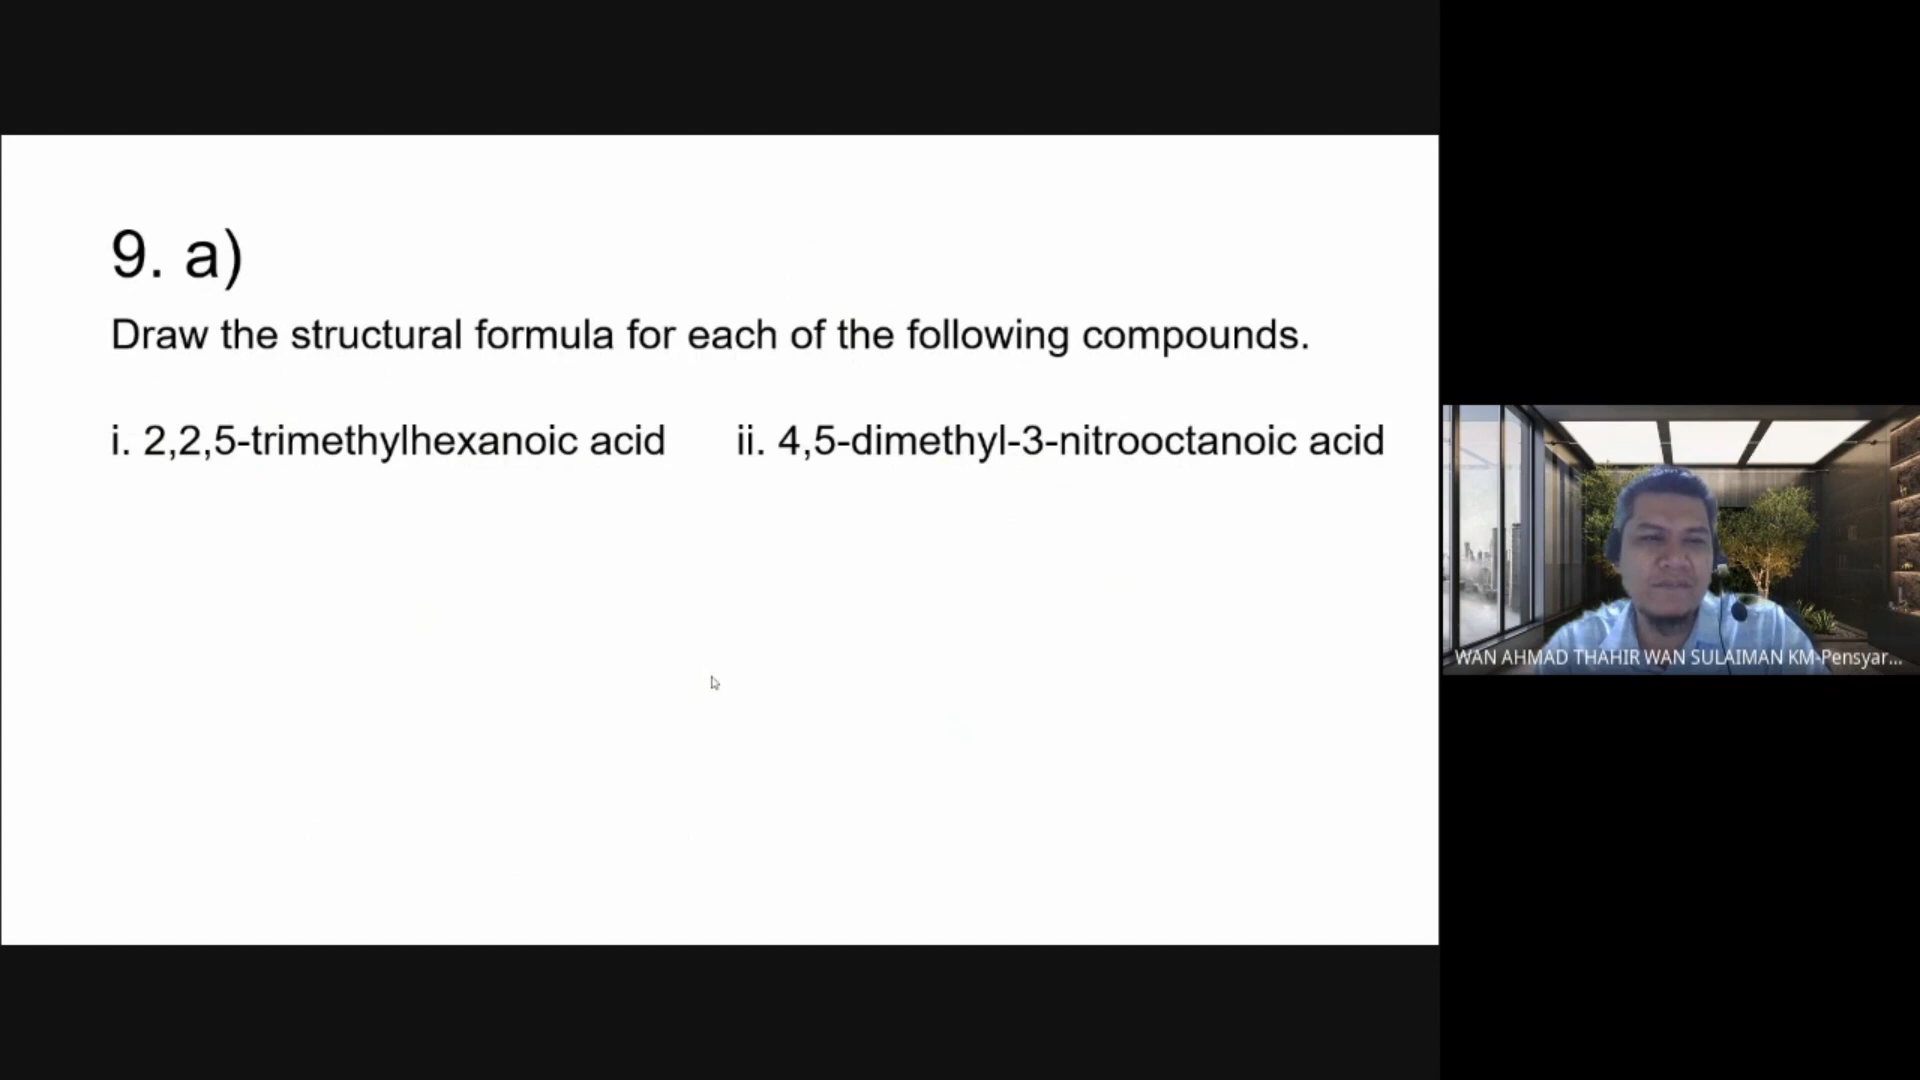 9. a)
Draw the structural formula for each of the following compounds.
i. 2,2,5-trimethylhexanoic acid ii. 4,5-dimethyl-3-nitrooctanoic acid
WAN AHMAD THAHIR WAN SULAIMAN KM-Pensyar...